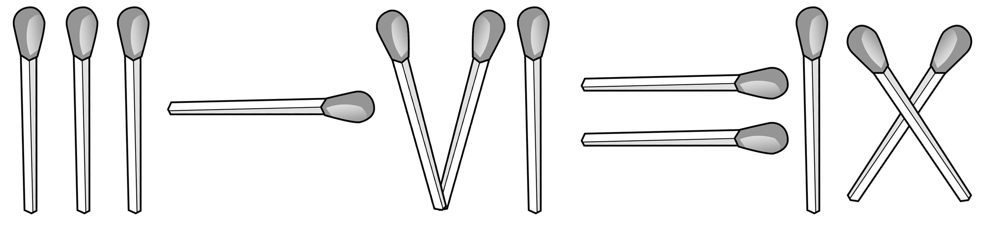 III - VI = IX